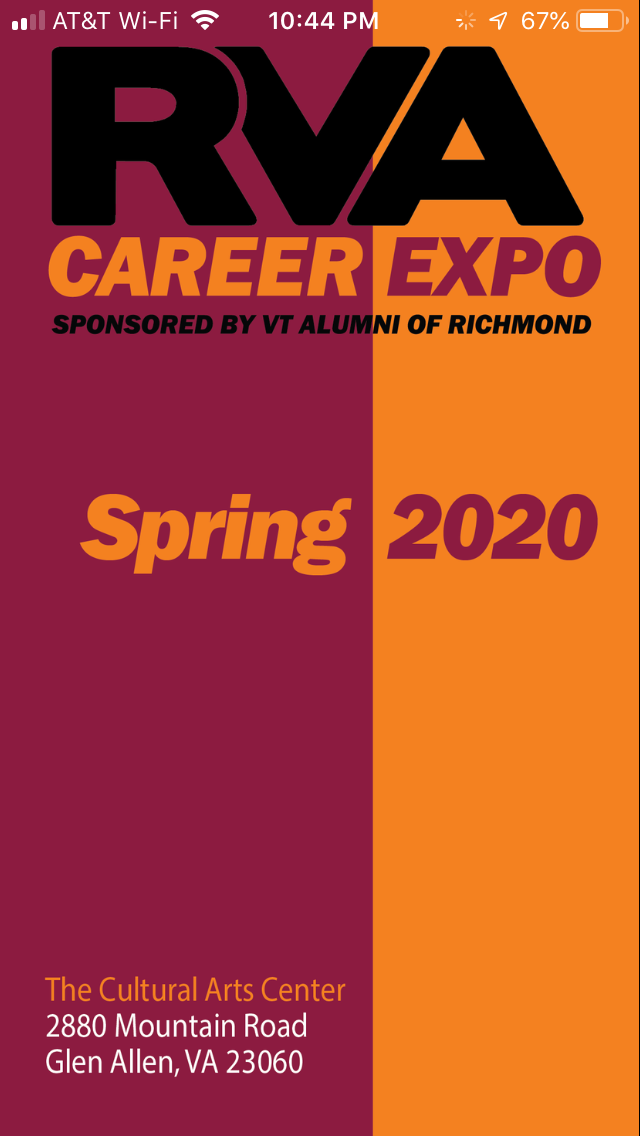 AT&T Wi-Fi 10:44 PM 67%
RVA
CAREER EXPO
SPONSORED BY VT ALUMNI OF RICHMOND
Spring 2020
The Cultural Arts Center
2880 Mountain Road
Glen Allen, VA 23060